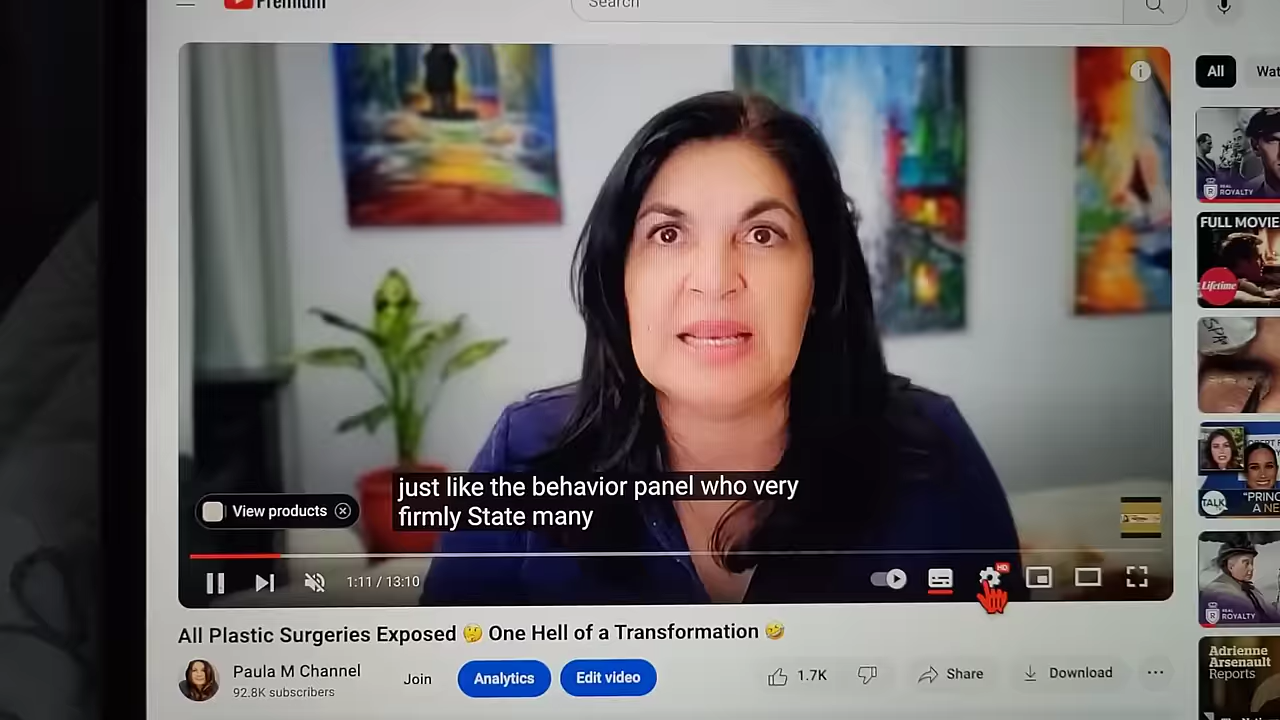 Premium
Search
All
just like the behavior panel who very
firmly State many
View products
1:11 / 13:10
HD
All Plastic Surgeries Exposed 🤔 One Hell of a Transformation 🤣
Paula M Channel
92.8K subscribers
Join
Analytics
Edit video
1.7K
Share
Download
REAL
ROYALTY
FULL MOVIE
Lifetime
TALK
"PRINC
A NE
REAL
ROYALTY
Adrienne
Arsenault
Reports